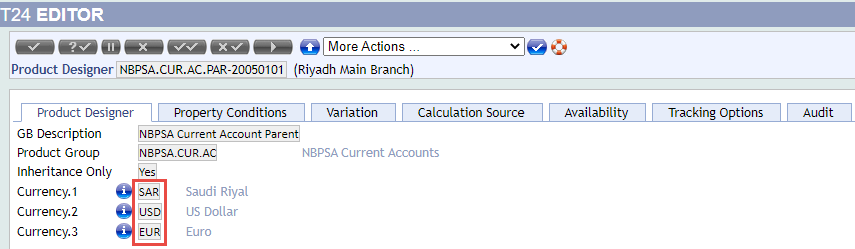 T24 EDITOR
More Actions ...
Product Designer NBPSA.CUR.AC.PAR-20050101 (Riyadh Main Branch)
Product Designer Property Conditions Variation Calculation Source Availability Tracking Options Audit
GB Description NBPSA Current Account Parent
Product Group NBPSA.CUR.AC NBPSA Current Accounts
Inheritance Only Yes
Currency.1 SAR Saudi Riyal
Currency.2 USD US Dollar
Currency.3 EUR Euro